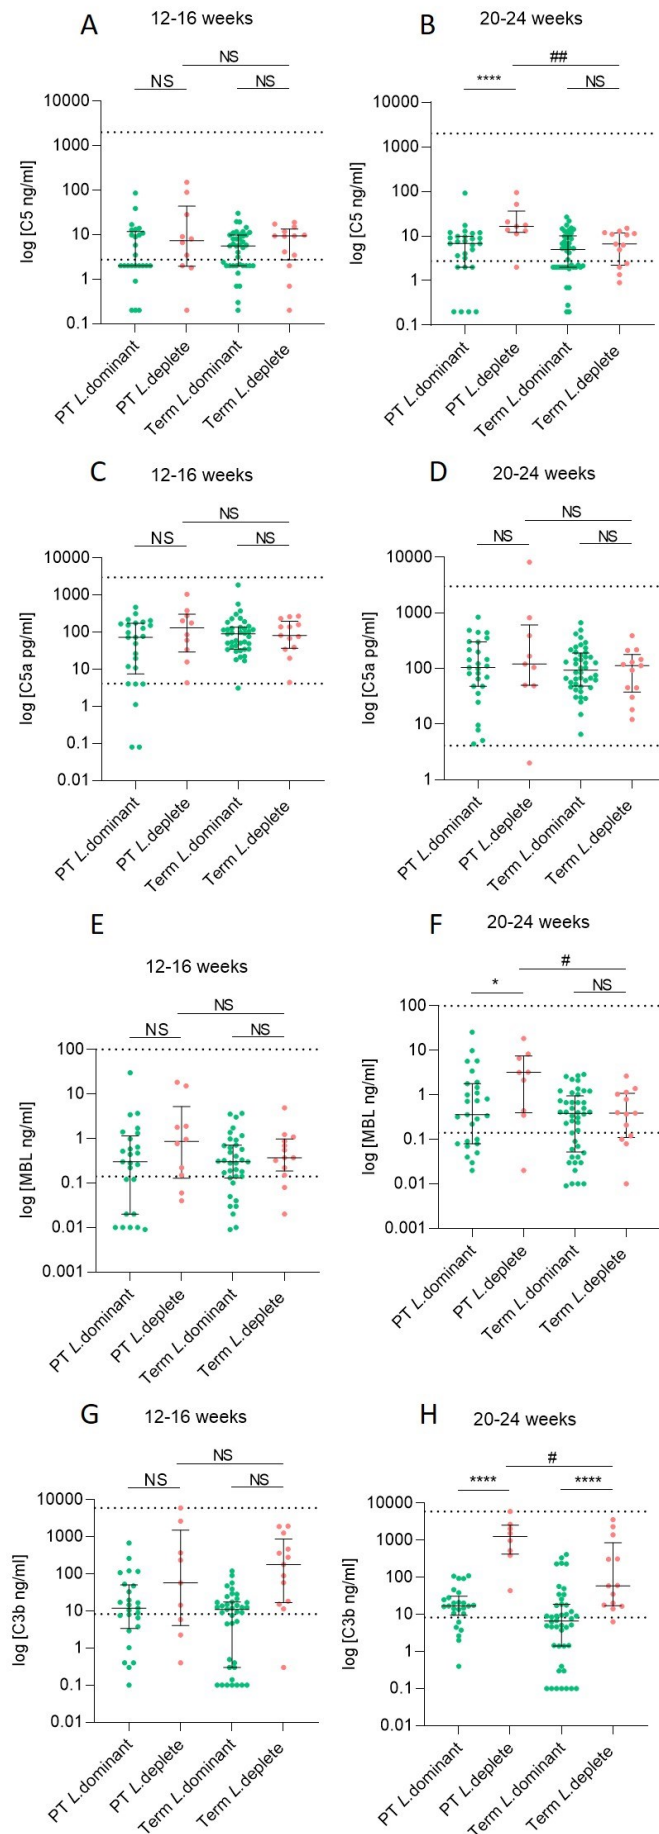 A 12-16 weeks
NS
NS NS
log [C5 ng/ml]
10000
1000
100
10
1
0.1
PT L.dominant
PT L.deplete
Term L.dominant
Term L.deplete
B 20-24 weeks
##
**** NS
log [C5 ng/ml]
10000
1000
100
10
1
0.1
PT L.dominant
PT L.deplete
Term L.dominant
Term L.deplete
C 12-16 weeks
NS
NS NS
log [C5a pg/ml]
10000
1000
100
10
1
0.1
0.01
PT L.dominant
PT L.deplete
Term L.dominant
Term L.deplete
D 20-24 weeks
NS
NS NS
log [C5a pg/ml]
10000
1000
100
10
1
PT L.dominant
PT L.deplete
Term L.dominant
Term L.deplete
E
12-16 weeks
NS
NS NS
log [MBL ng/ml]
100
10
1
0.1
0.01
0.001
PT L.dominant
PT L.deplete
Term L.dominant
Term L.deplete
F 20-24 weeks
#
* NS
log [MBL ng/ml]
100
10
1
0.1
0.01
0.001
PT L.dominant
PT L.deplete
Term L.dominant
Term L.deplete
G 12-16 weeks
NS
NS NS
log [C3b ng/ml]
10000
1000
100
10
1
0.1
0.01
PT L.dominant
PT L.deplete
Term L.dominant
Term L.deplete
H 20-24 weeks
#
**** ****
log [C3b ng/ml]
10000
1000
100
10
1
0.1
0.01
PT L.dominant
PT L.deplete
Term L.dominant
Term L.deplete